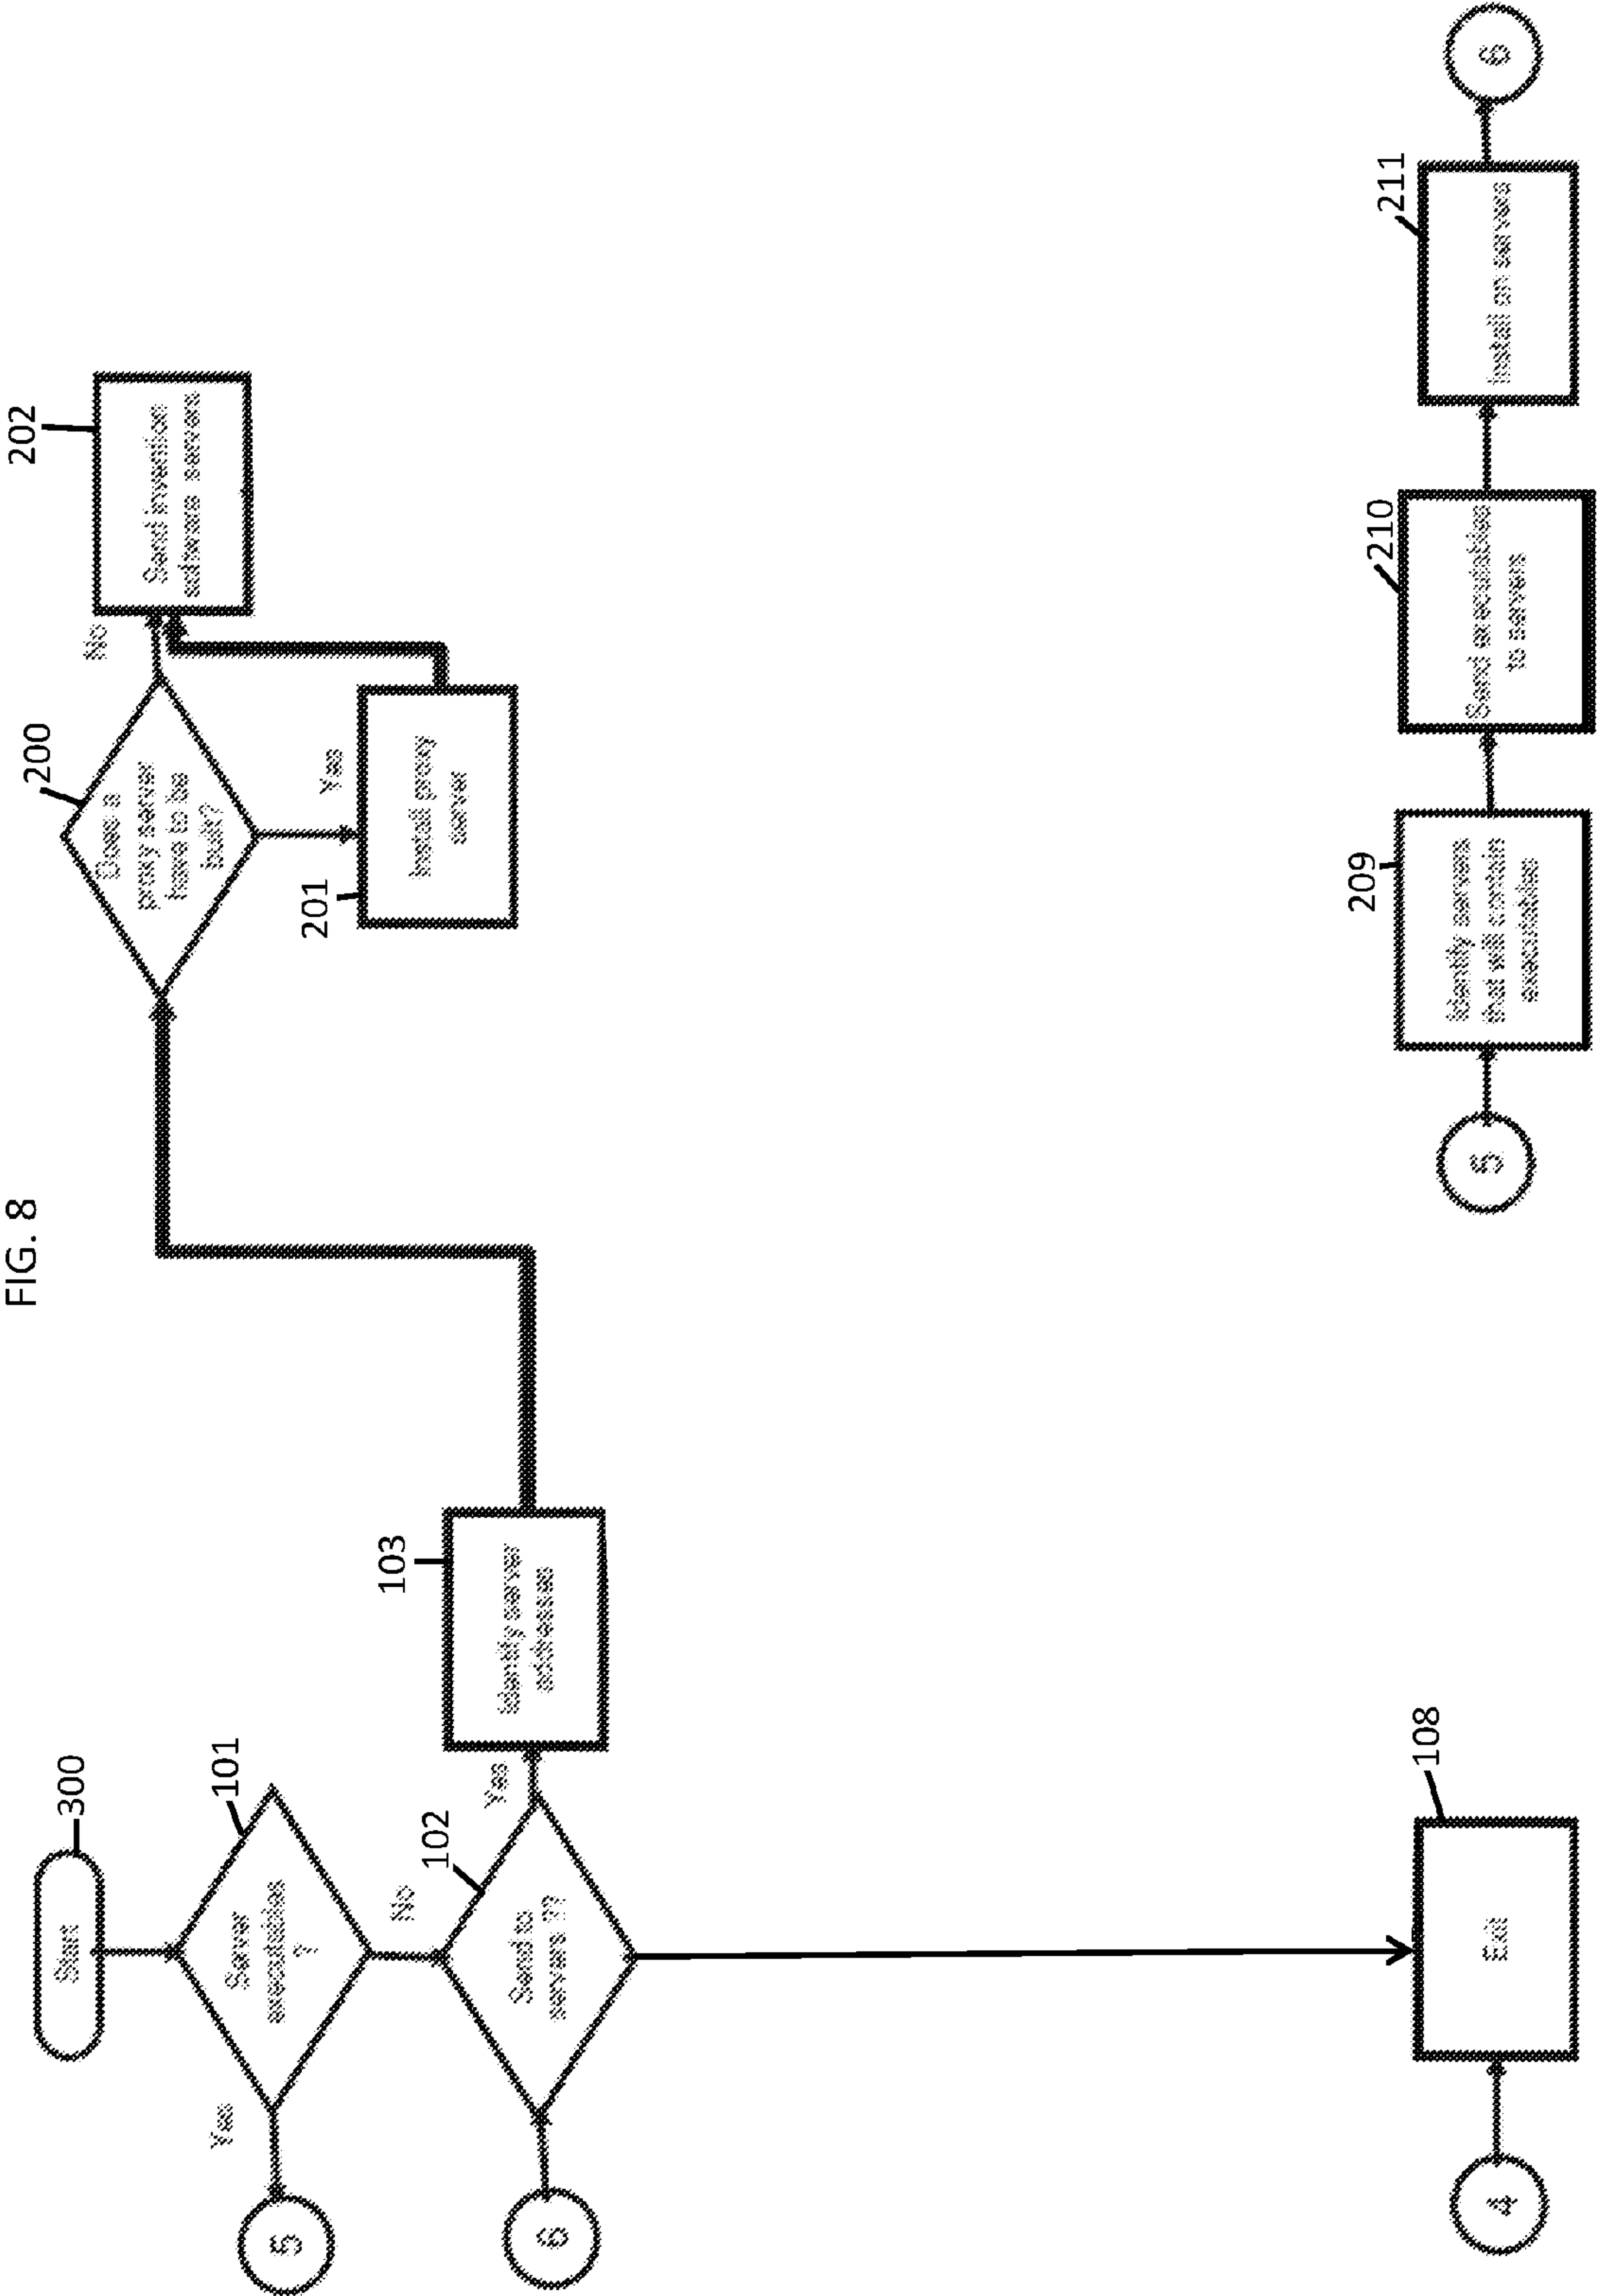 FIG. 8
300
Start
101
Server
executables
?
Yes
5
No
102
Send to
servers ??
Yes
6
103
Identify server
addresses
200
Does a
proxy server
have to be
built?
No
Yes
201
Install proxy
server
202
Send invention
software servers
108
Exit
4
5
209
Identify servers
that will contain
executables
210
Send executables
to servers
211
Install on servers
6